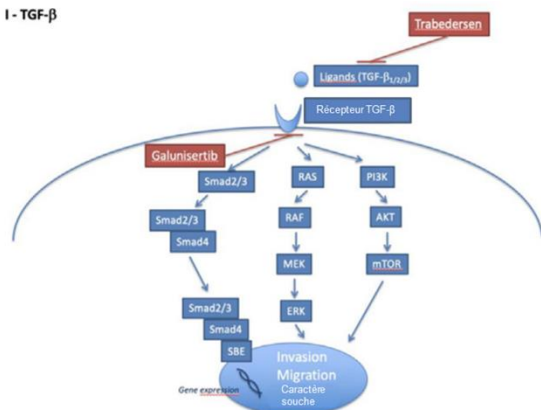 I - TGF-β
Trabedersen
Ligands (TGF-β1/2/3)
Récepteur TGF-β
Galunisertib
Smad2/3
RAS
PI3K
Smad2/3
Smad4
RAF
AKT
MEK
mTOR
Smad2/3
Smad4
SBE
ERK
Invasion
Migration
Caractère
souche
Gene expression